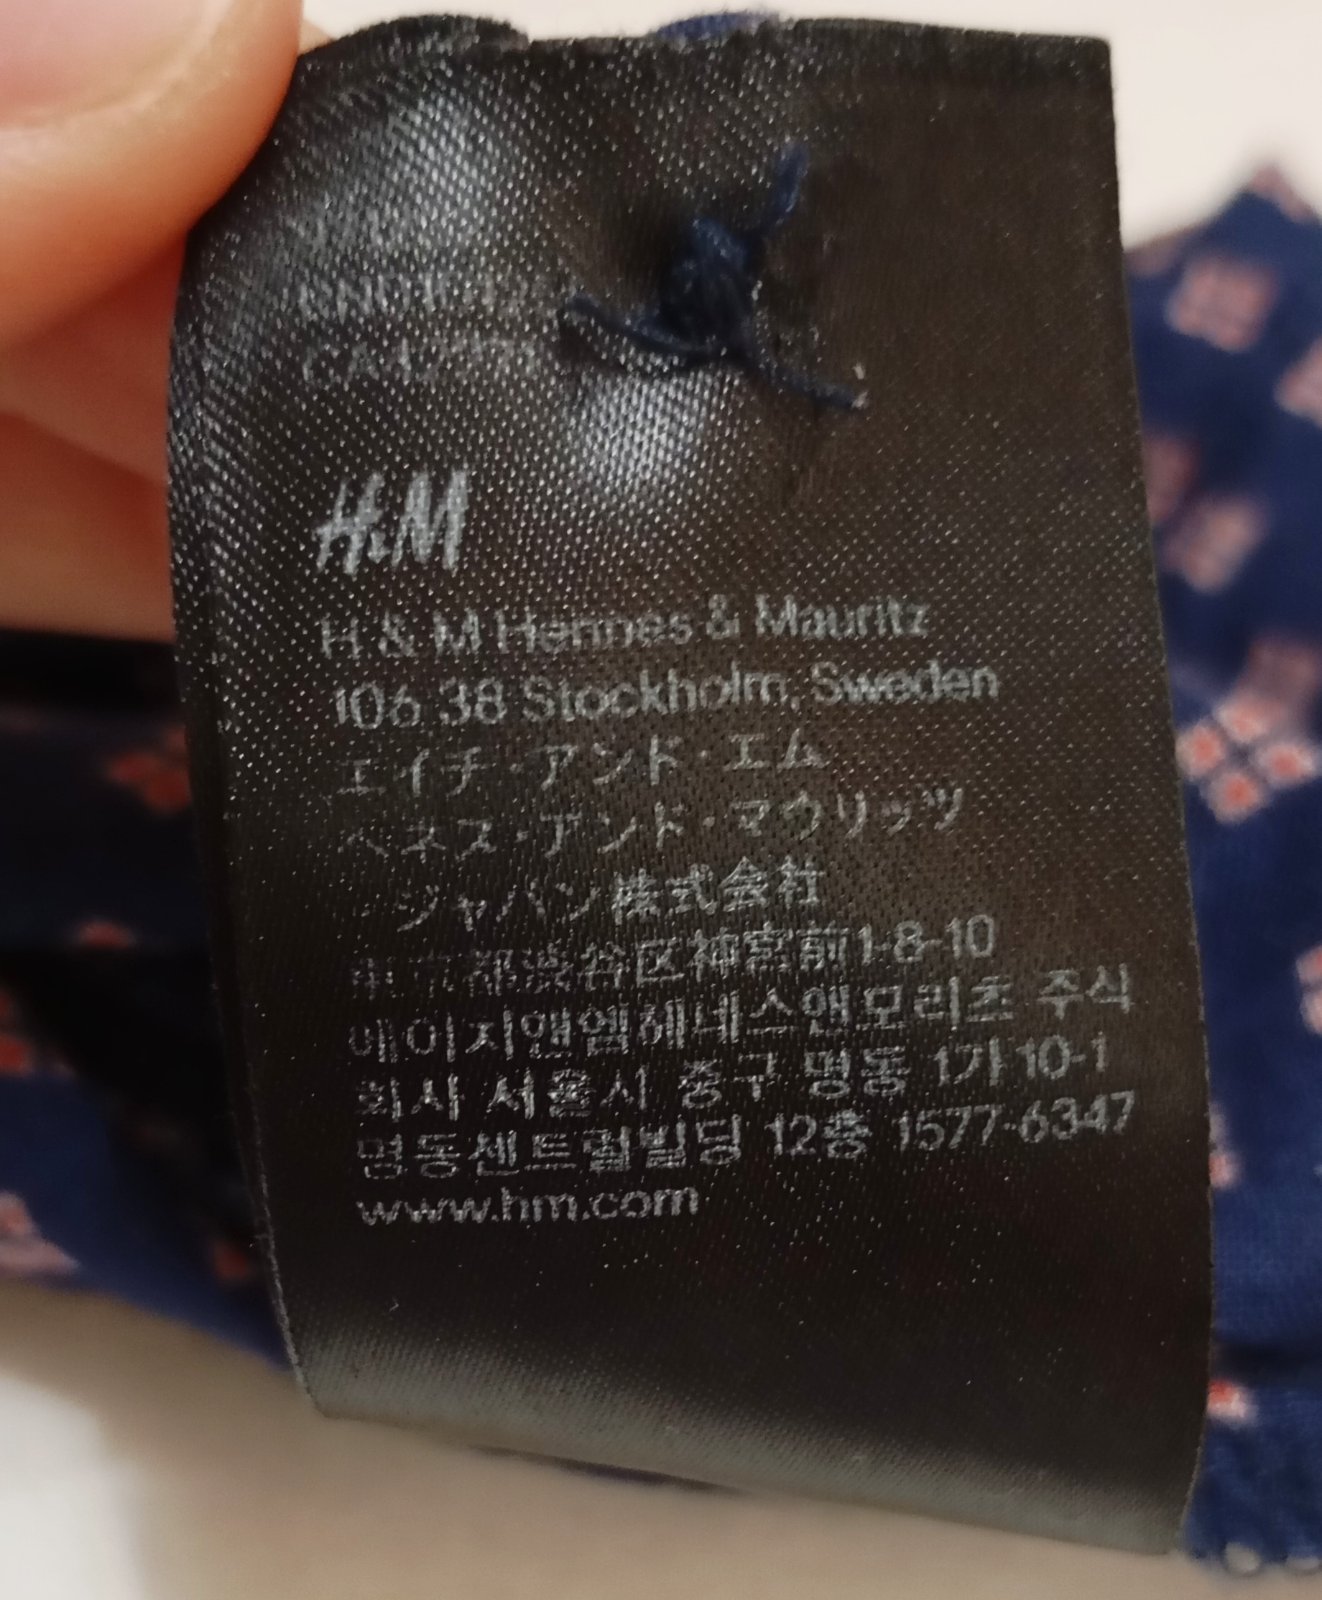 H&M
H & M Hennes & Mauritz
106 38 Stockholm, Sweden
エイチ・アンド・エム
ヘネス・アンド・マウリッツ
・ジャパン株式会社
東京都渋谷区神宮前1-8-10
에이치앤엠헤네스앤모리츠 주식
회사 서울시 중구 명동 1가 10-1
명동센트럴빌딩 12층 1577-6347
www.hm.com